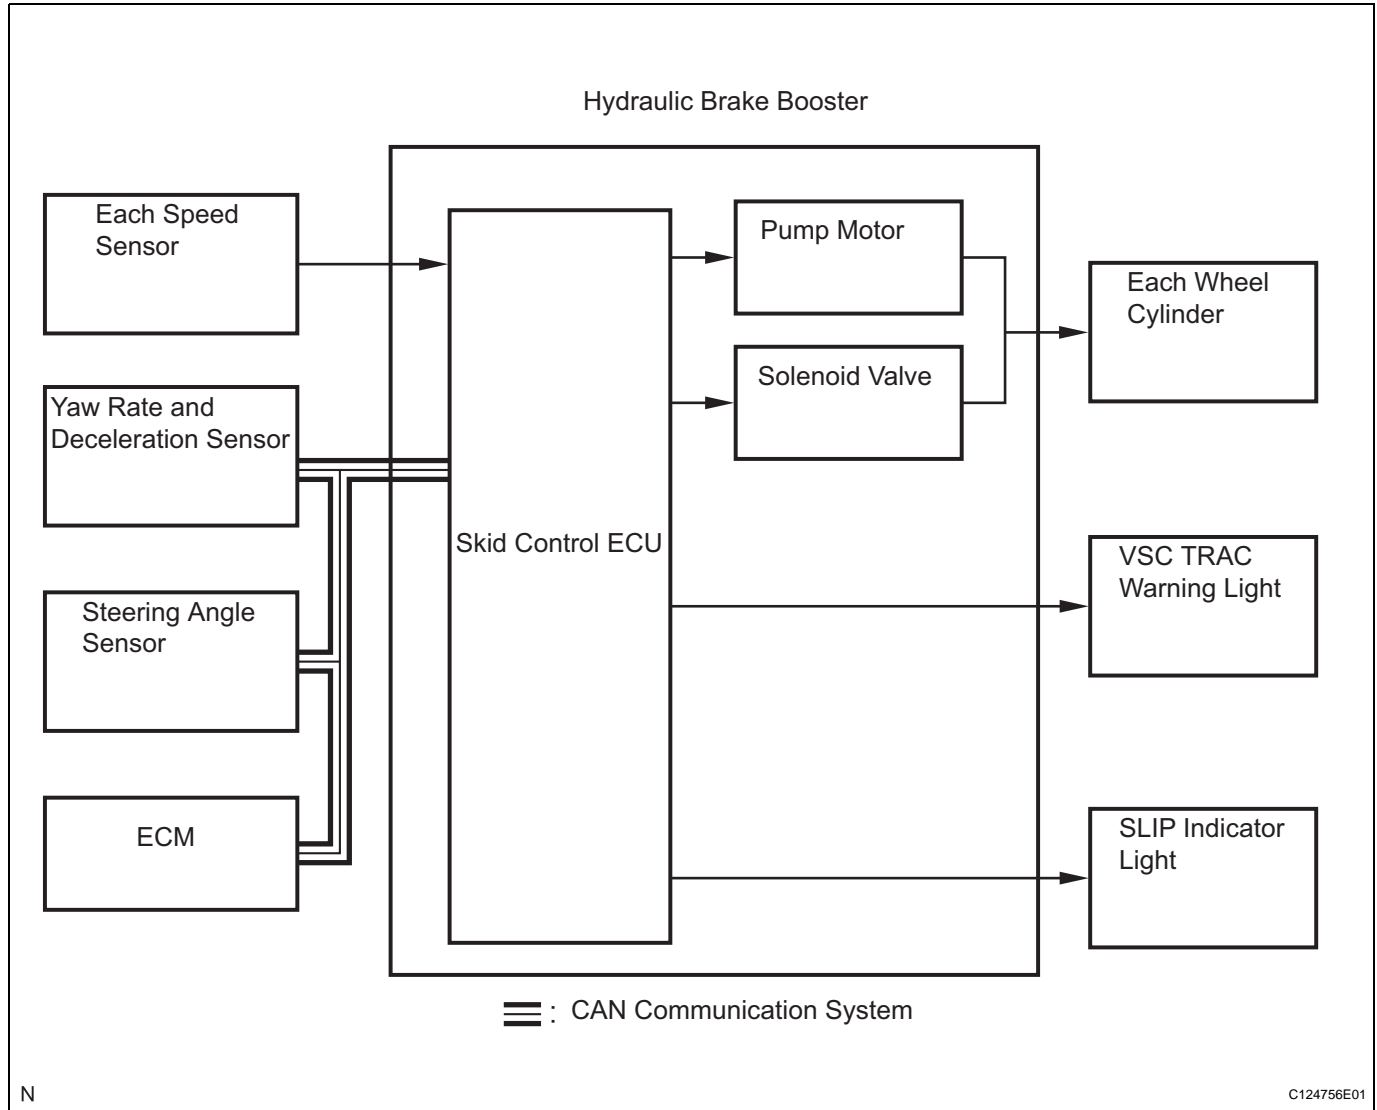 Hydraulic Brake Booster
Each Speed
Sensor
Yaw Rate and
Deceleration Sensor
Steering Angle
Sensor
ECM
Skid Control ECU
Pump Motor
Solenoid Valve
Each Wheel
Cylinder
VSC TRAC
Warning Light
SLIP Indicator
Light
: CAN Communication System
N
C124756E01